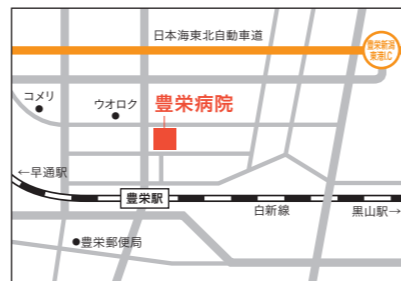 日本海東北自動車道
豊栄新潟
東港I.C
コメリ
ウオロク
豊栄病院
←早通駅
豊栄駅
白新線
黒山駅→
豊栄郵便局